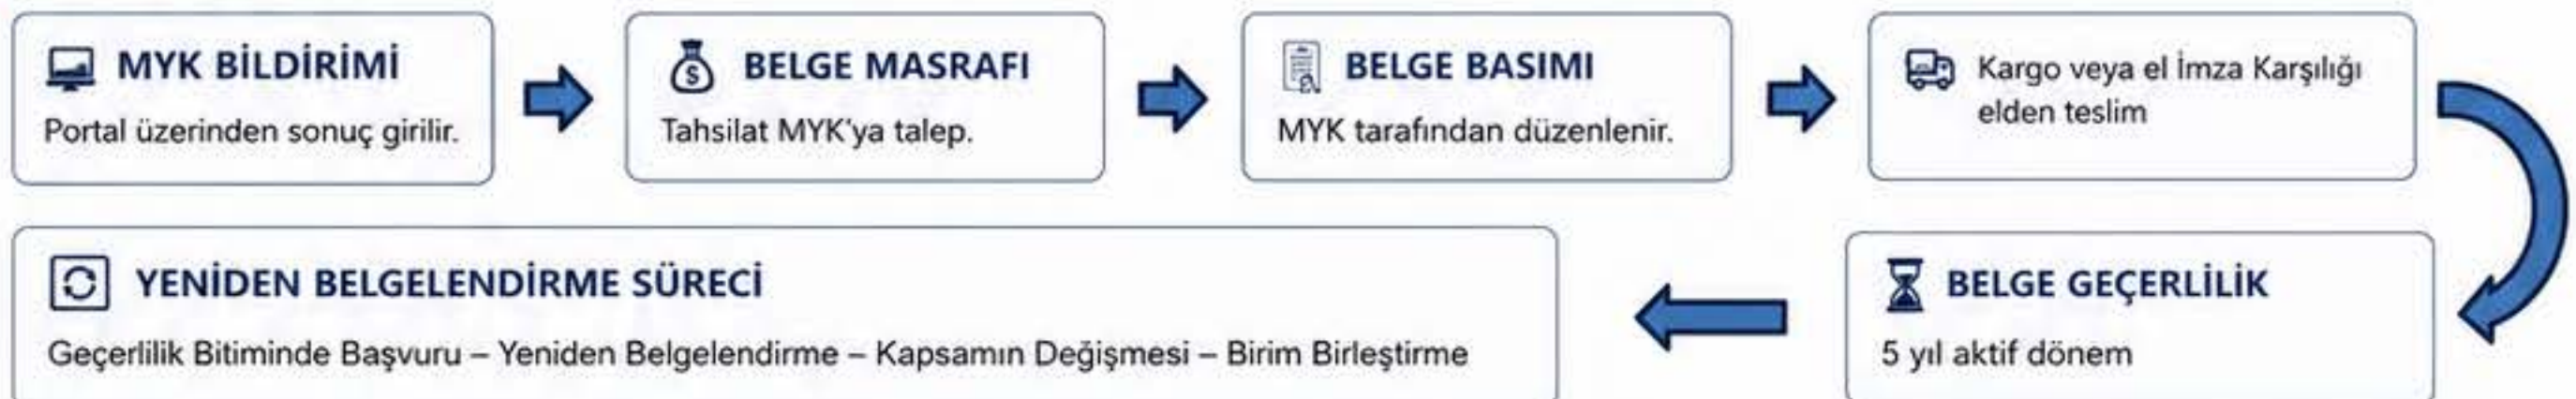 MYK BİLDİRİMİ
Portal üzerinden sonuç girilir.
BELGE MASRAFI
Tahsilat MYK'ya talep.
BELGE BASIMI
MYK tarafından düzenlenir.
Kargo veya el İmza Karşılığı
elden teslim
BELGE GEÇERLİLİK
5 yıl aktif dönem
YENİDEN BELGELENDİRME SÜRECİ
Geçerlilik Bitiminde Başvuru – Yeniden Belgelendirme – Kapsamın Değişmesi – Birim Birleştirme